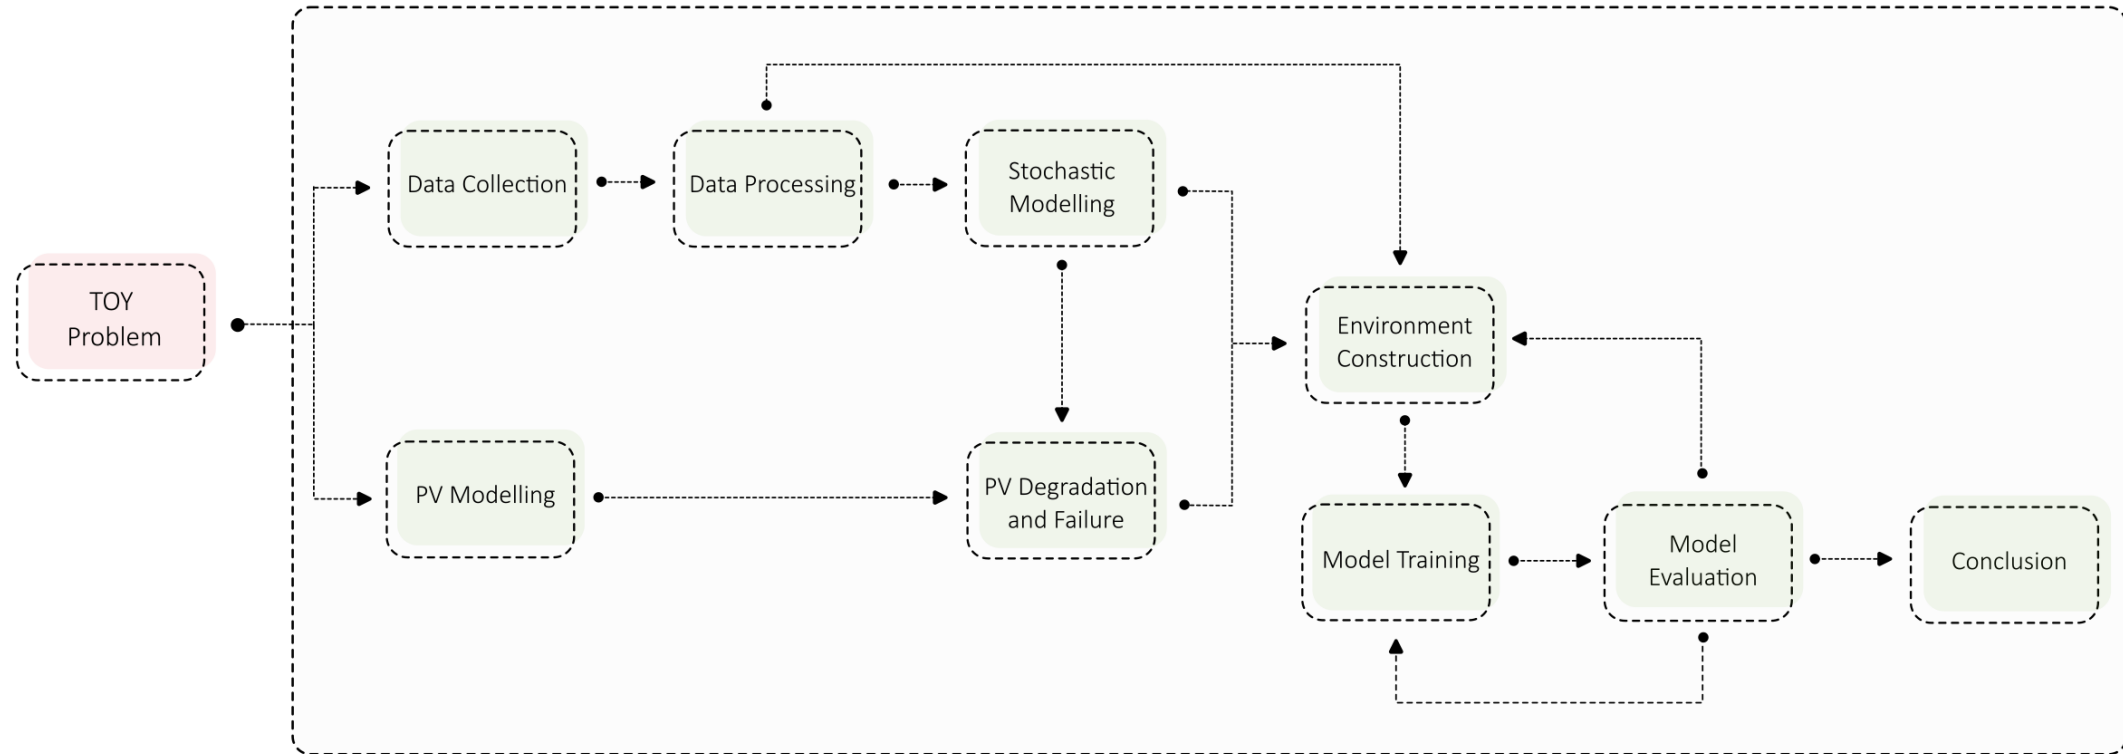 TOY
Problem
Data Collection
Data Processing
Stochastic
Modelling
PV Modelling
PV Degradation
and Failure
Environment
Construction
Model Training
Model
Evaluation
Conclusion